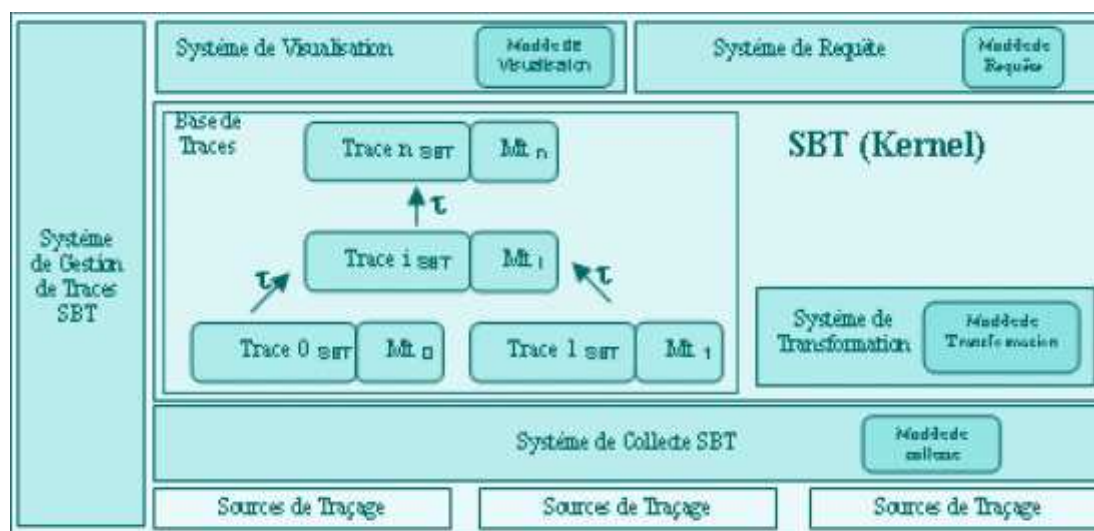 Système de Visualisation
Modèle de
Visualisation
Système de Requête
Modèle de
Requête
Base de
Traces
Trace n SBT
Mt n
SBT (Kernel)
τ
Système
de Gestion
de Traces
SBT
Trace i SBT
Mt i
τ
τ
Trace 0 SBT
Mt 0
Trace 1 SBT
Mt 1
Système de
Transformation
Modèle de
Transformation
Système de Collecte SBT
Modèle de
collecte
Sources de Traçage
Sources de Traçage
Sources de Traçage